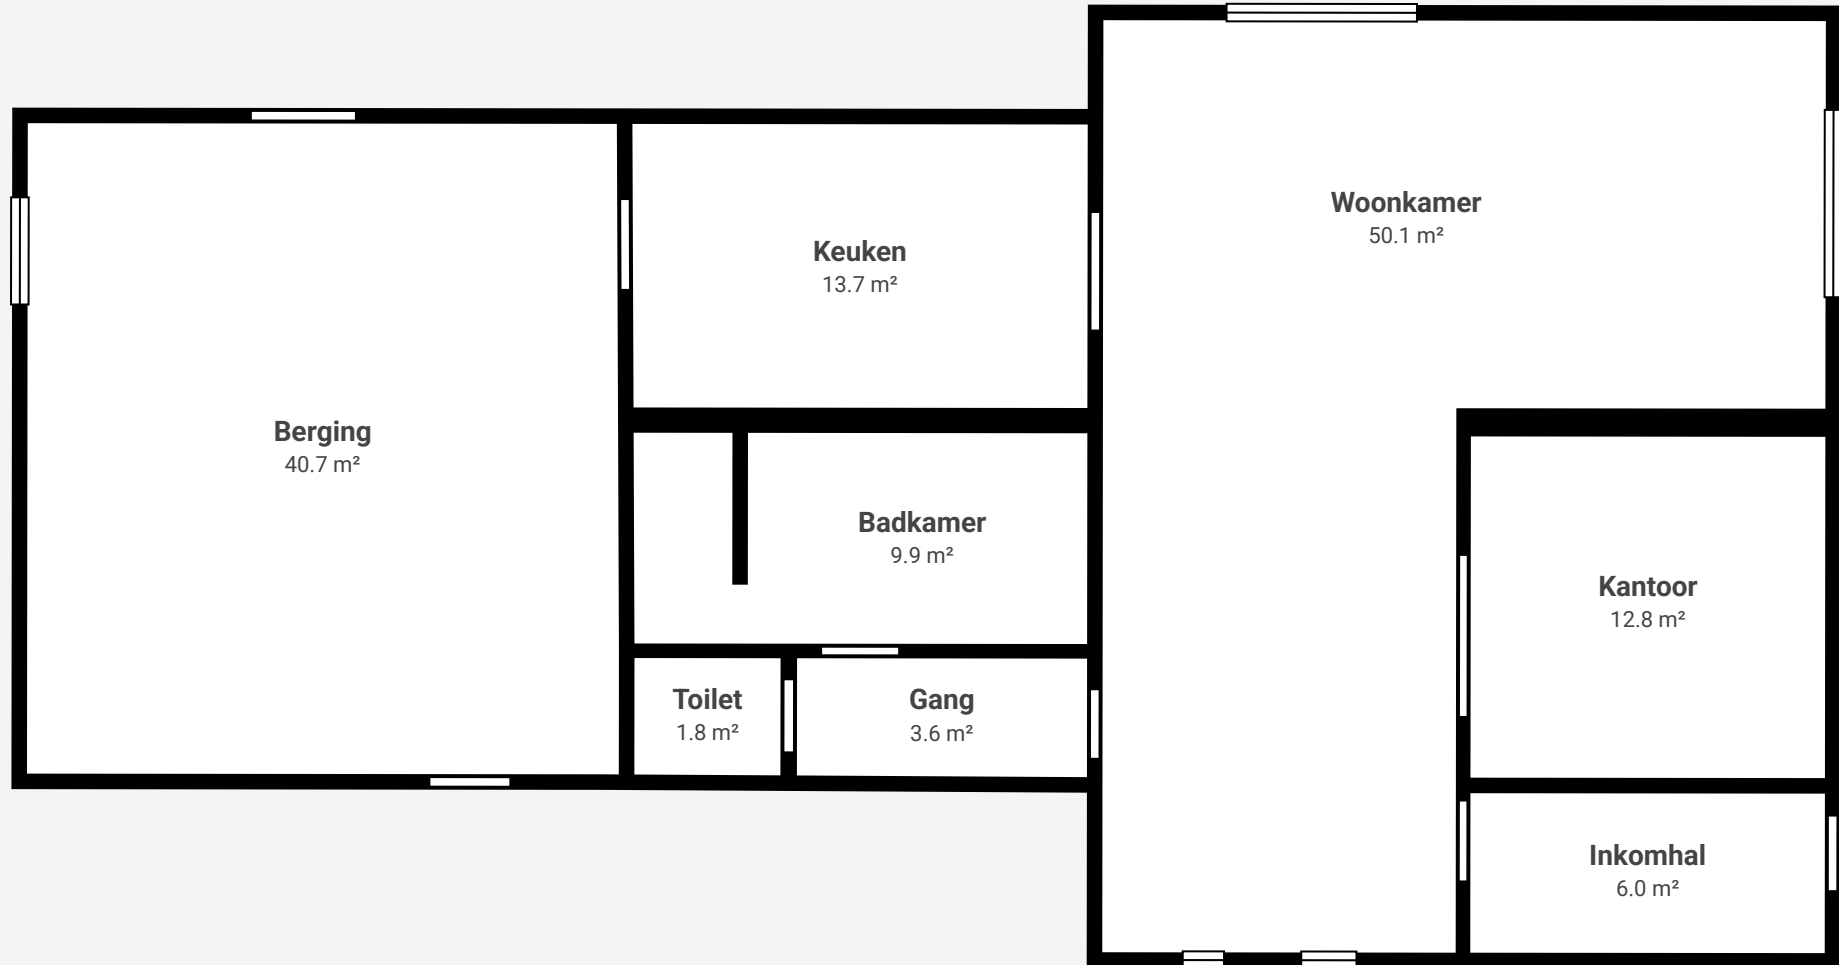 Woonkamer
50.1 m²
Keuken
13.7 m²
Berging
40.7 m²
Badkamer
9.9 m²
Kantoor
12.8 m²
Toilet
1.8 m²
Gang
3.6 m²
Inkomhal
6.0 m²